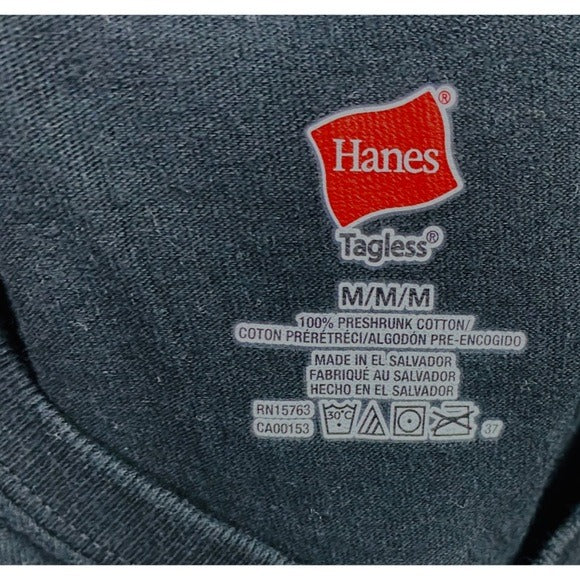 Hanes®
Tagless®
M/M/M
100% PRESHRUNK COTTON/
COTON PRÉRÉTRÉCI/ALGODÓN PRE-ENCOGIDO
MADE IN EL SALVADOR
FABRIQUÉ AU SALVADOR
HECHO EN EL SALVADOR
RN15763
CA00153
30°C
37